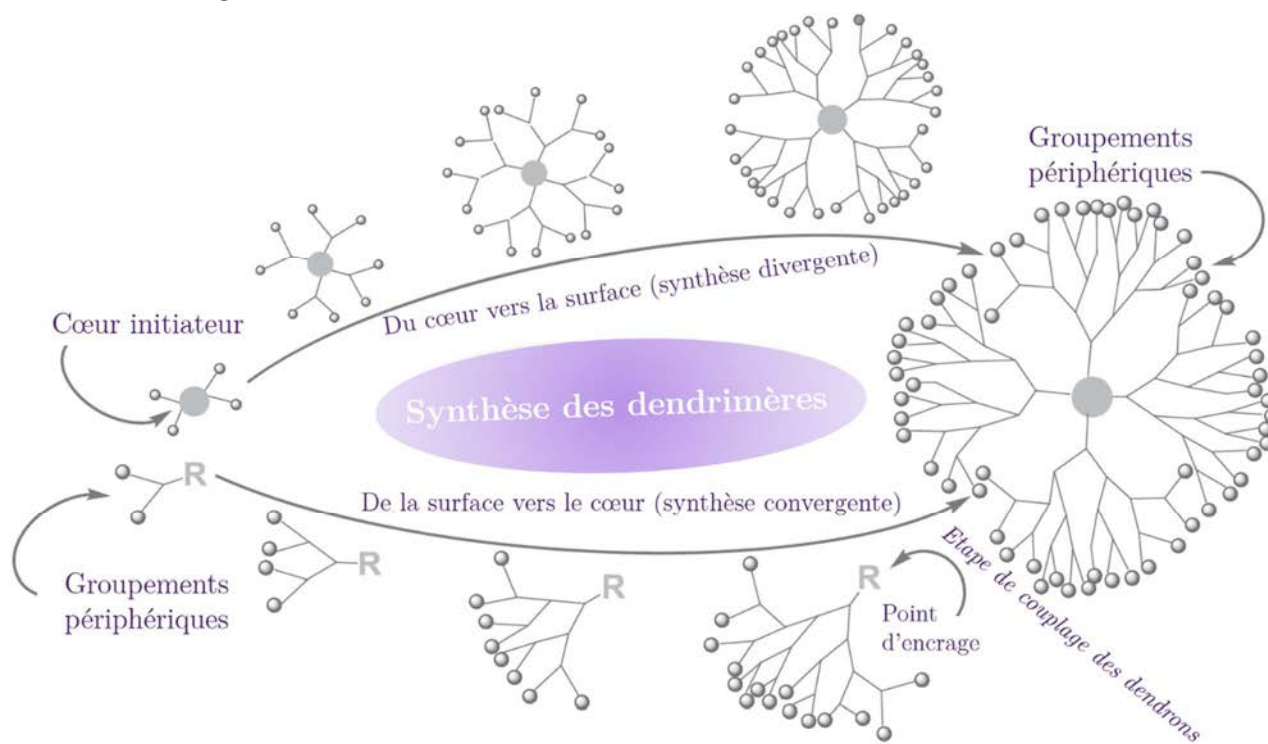 Groupements
périphériques
Du cœur vers la surface (synthèse divergente)
Cœur initiateur
Synthèse des dendrimères
R
De la surface vers le cœur (synthèse convergente)
Groupements
périphériques
R
R
R
Point
d'encrage
Etape de couplage des dendrons